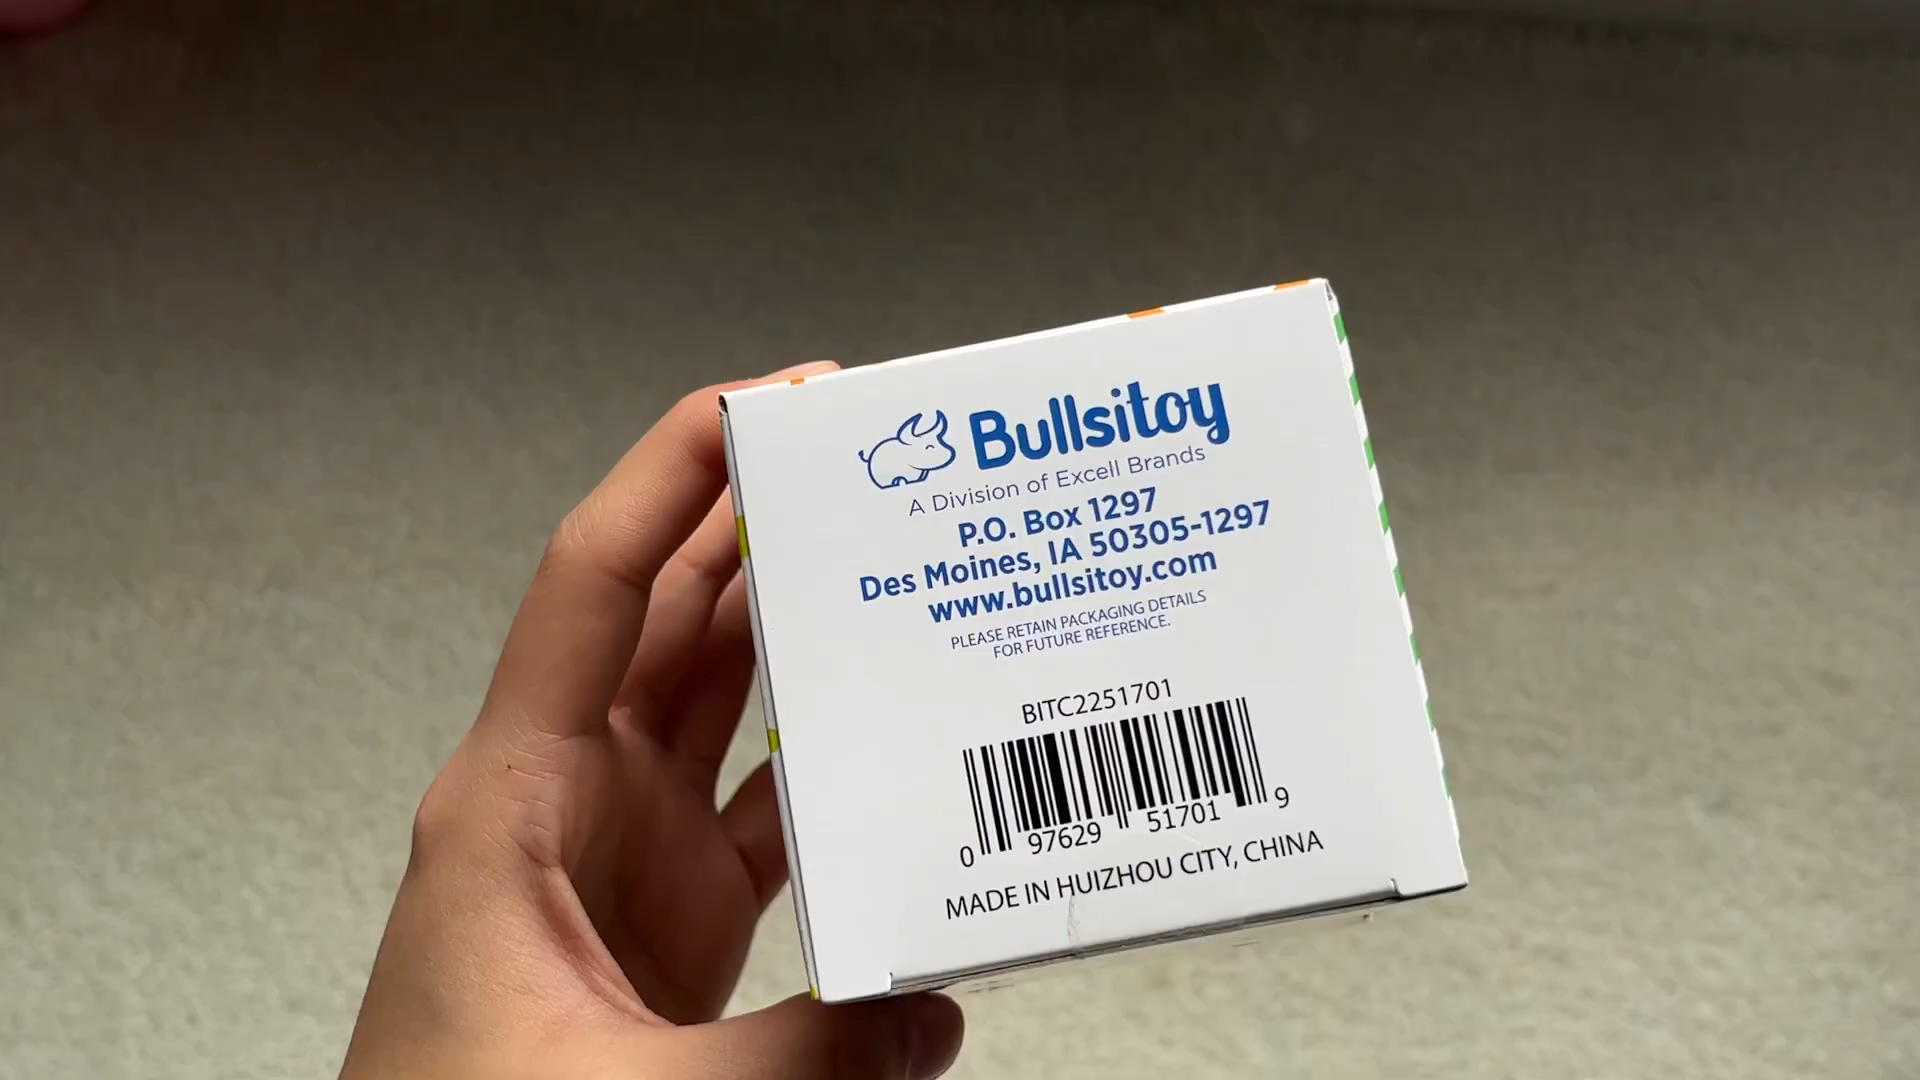 Bullsitoy
A Division of Excell Brands
P.O. Box 1297
Des Moines, IA 50305-1297
www.bullsitoy.com
PLEASE RETAIN PACKAGING DETAILS
FOR FUTURE REFERENCE.
BITC2251701
0 97629 51701 9
MADE IN HUIZHOU CITY, CHINA